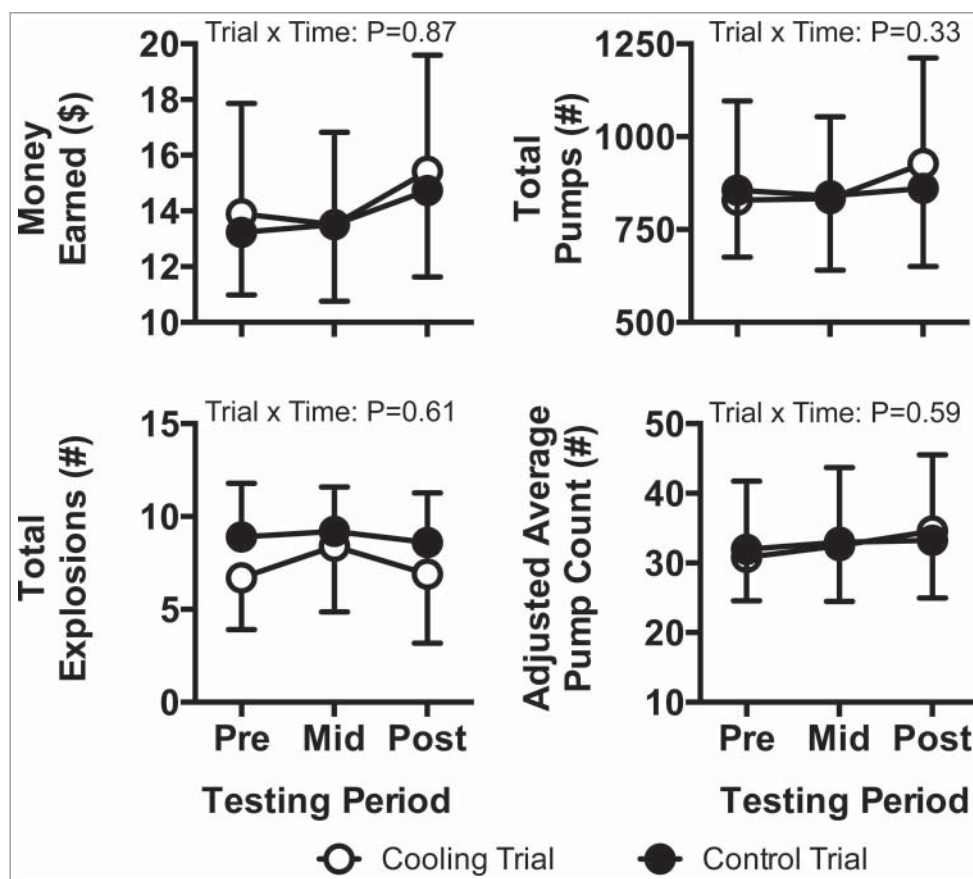 Trial x Time: P=0.87
Money
Earned ($)
20
18
16
14
12
10
Trial x Time: P=0.33
Total
Pumps (#)
1250
1000
750
500
Trial x Time: P=0.61
Total
Explosions (#)
15
10
5
0
Pre Mid Post
Testing Period
Trial x Time: P=0.59
Adjusted Average
Pump Count (#)
50
40
30
20
10
Pre Mid Post
Testing Period
Cooling Trial
Control Trial